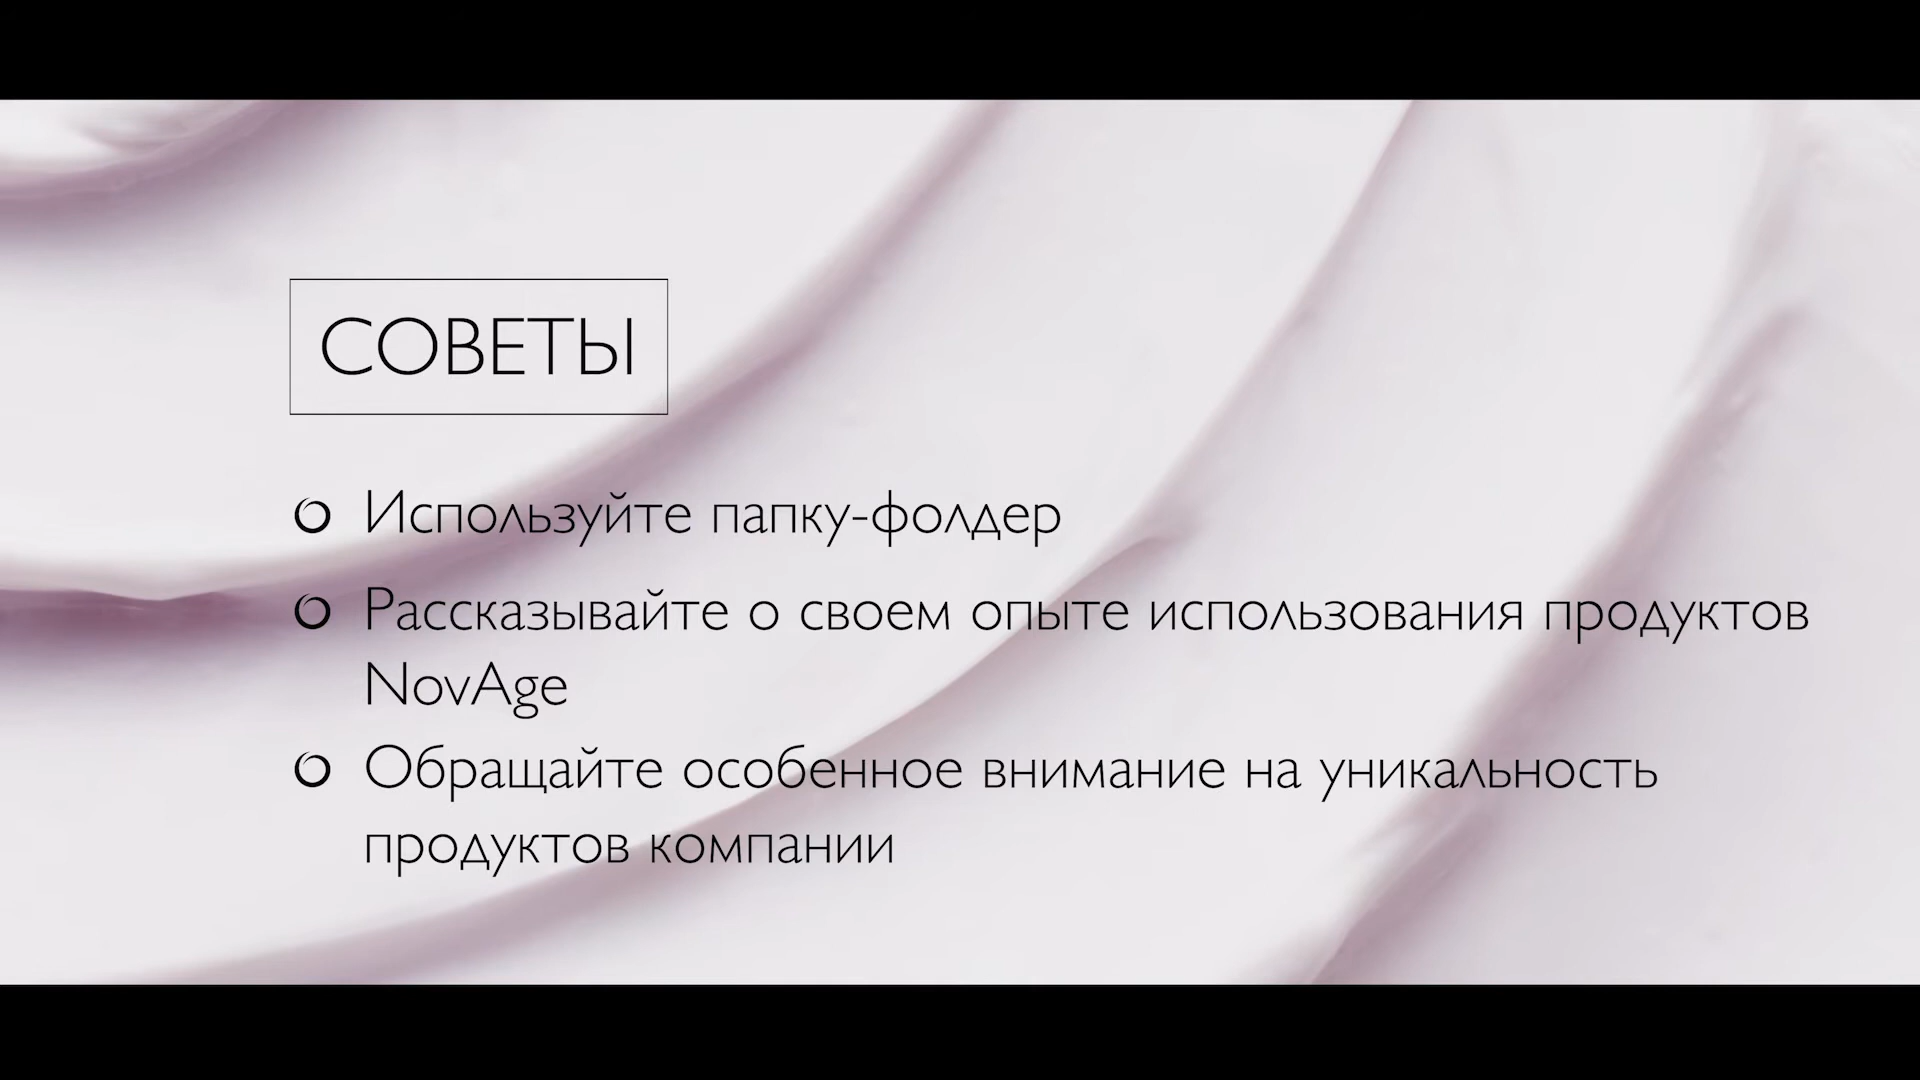 СОВЕТЫ
Используйте папку-фолдер
Рассказывайте о своем опыте использования продуктов
NovAge
Обращайте особенное внимание на уникальность
продуктов компании